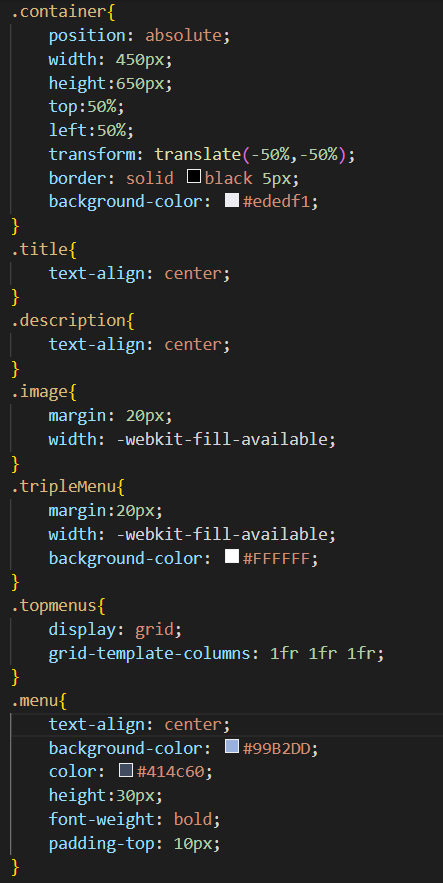 .container{
    position: absolute;
    width: 450px;
    height:650px;
    top:50%;
    left:50%;
    transform: translate(-50%,-50%);
    border: solid black 5px;
    background-color: #ededf1;
}
.title{
    text-align: center;
}
.description{
    text-align: center;
}
.image{
    margin: 20px;
    width: -webkit-fill-available;
}
.tripleMenu{
    margin:20px;
    width: -webkit-fill-available;
    background-color: #FFFFFF;
}
.topmenus{
    display: grid;
    grid-template-columns: 1fr 1fr 1fr;
}
.menu{
    text-align: center;
    background-color: #99B2DD;
    color: #414c60;
    height:30px;
    font-weight: bold;
    padding-top: 10px;
}